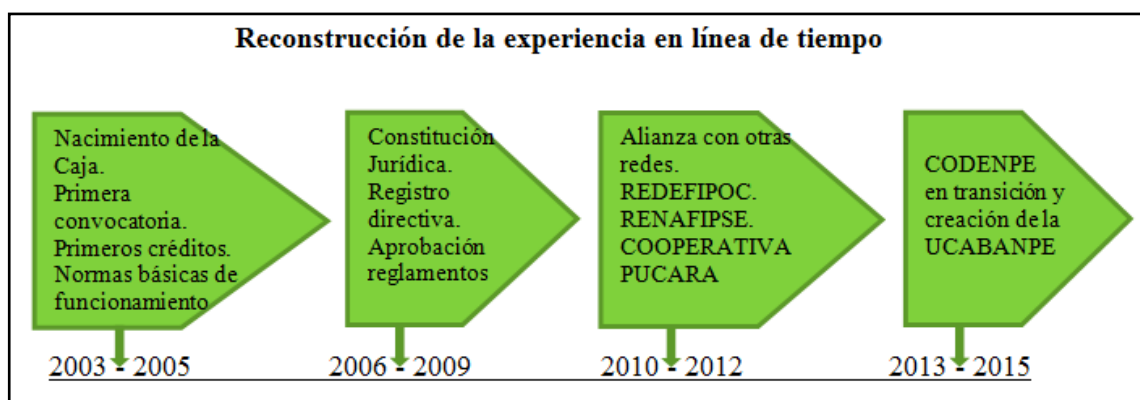 Reconstrucción de la experiencia en línea de tiempo
Nacimiento de la
Caja.
Primera
convocatoria.
Primeros créditos.
Normas básicas de
funcionamiento
Constitución
Jurídica.
Registro
directiva.
Aprobación
reglamentos
Alianza con otras
redes.
REDEFIPOC.
RENAFIPSE.
COOPERATIVA
PUCARA
CODENPE
en transición y
creación de la
UCABANPE
2003 - 2005
2006 - 2009
2010 - 2012
2013 - 2015